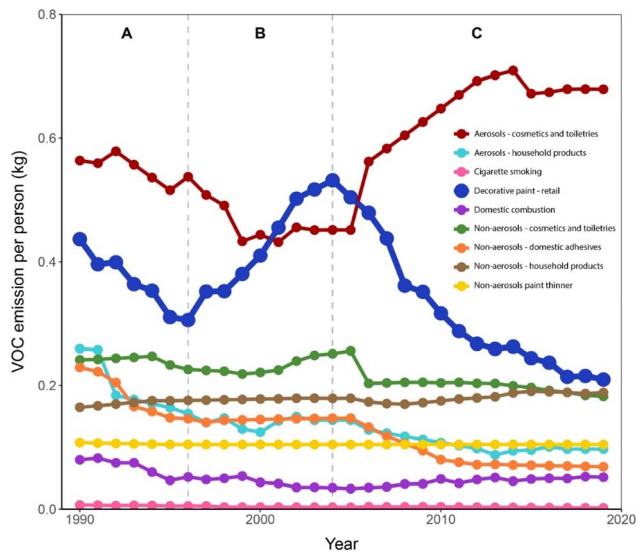 0.8
A
B
C
0.6
Aerosols - cosmetics and toiletries
Aerosols - household products
Cigarette smoking
Decorative paint - retail
Domestic combustion
Non-aerosols - cosmetics and toiletries
Non-aerosols - domestic adhesives
Non-aerosols - household products
Non-aerosols paint thinner
0.4
0.2
0.0
VOC emission per person (kg)
1990
2000
2010
2020
Year